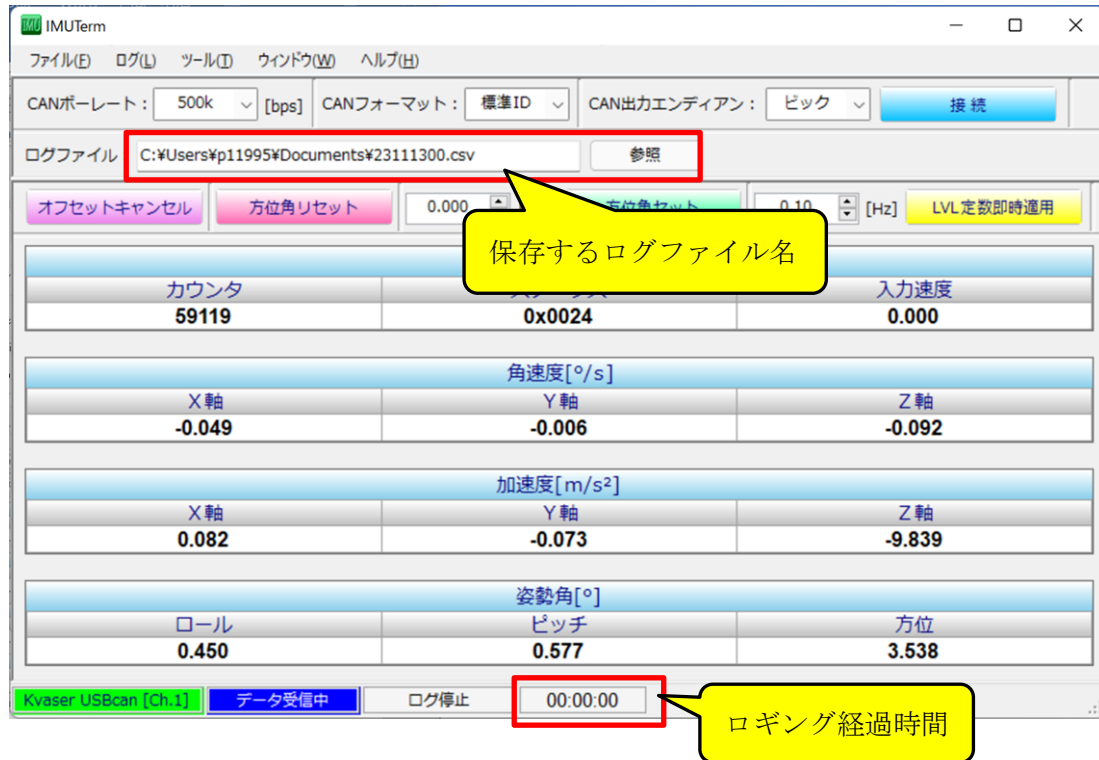 IMUTerm
ファイル(F) ログ(L) ツール(T) ウィンドウ(W) ヘルプ(H)
CANボーレート： 500k [bps] CANフォーマット： 標準ID CAN出力エンディアン： ビック 接続
ログファイル C:¥Users¥p11995¥Documents¥23111300.csv 参照
オフセットキャンセル 方位角リセット 0.000 方位角セット 0.10 [Hz] LVL定数即時適用
保存するログファイル名
カウンタ 入力速度
59119 0x0024 0.000
角速度[°/s]
X軸 Y軸 Z軸
-0.049 -0.006 -0.092
加速度[m/s²]
X軸 Y軸 Z軸
0.082 -0.073 -9.839
姿勢角[°]
ロール ピッチ 方位
0.450 0.577 3.538
Kvaser USBcan [Ch.1] データ受信中 ログ停止 00:00:00
ロギング経過時間